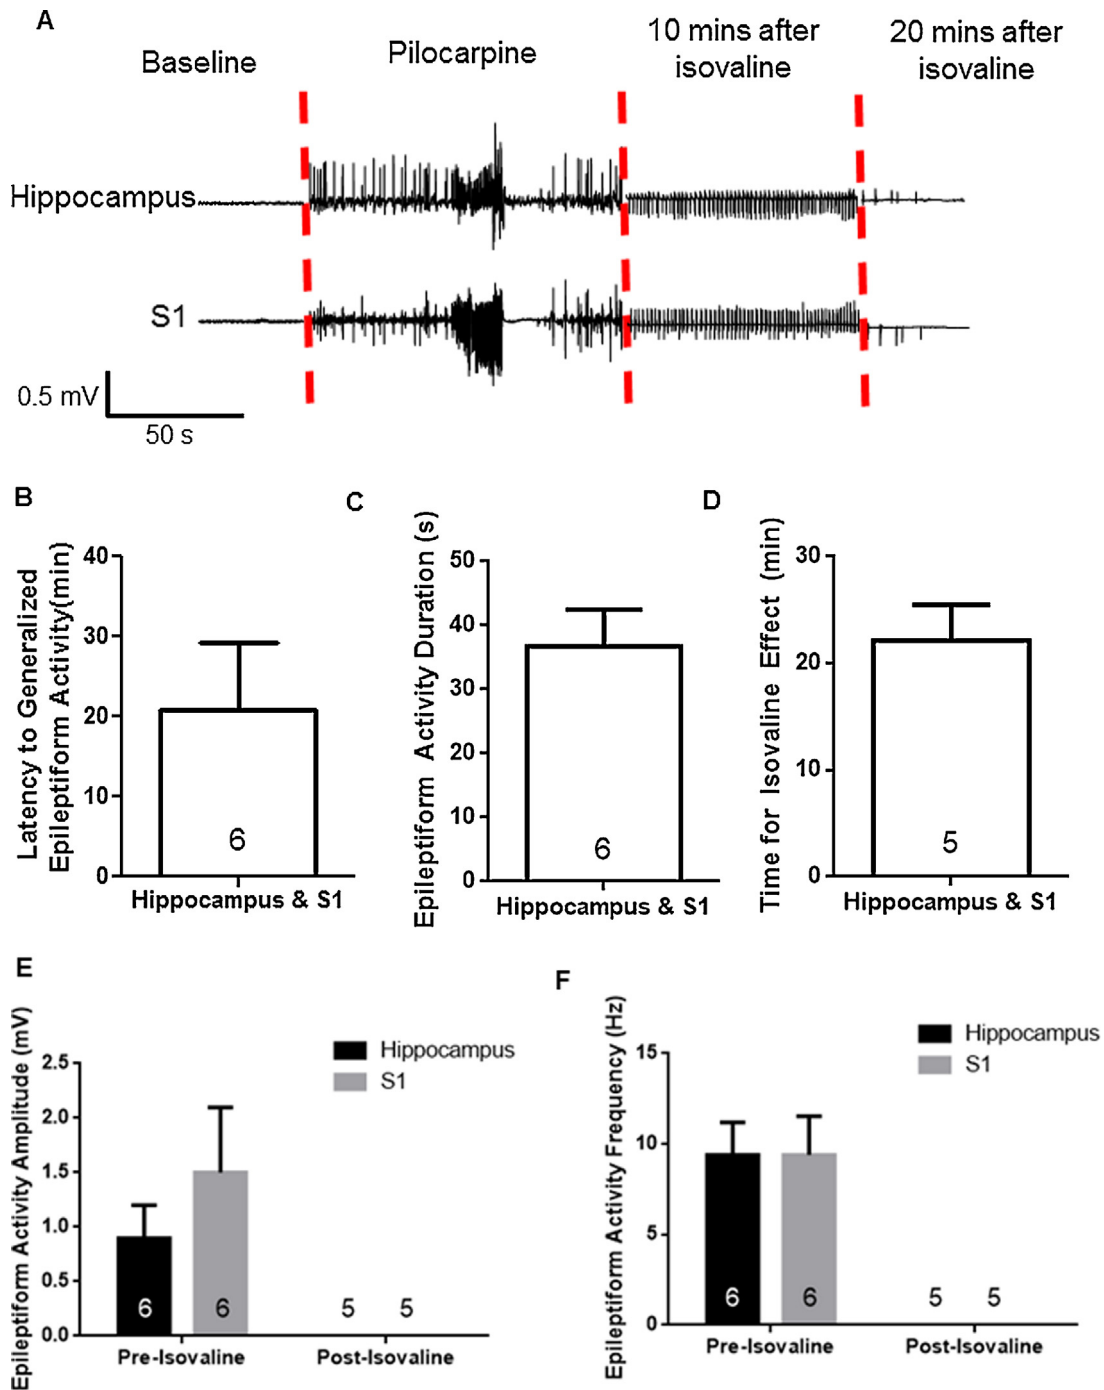 A
Baseline
Pilocarpine
10 mins after
isovaline
20 mins after
isovaline
Hippocampus
S1
0.5 mV
50 s
B
Latency to Generalized
Epileptiform Activity(min)
40
30
20
10
0
6
Hippocampus & S1
C
Epileptiform Activity Duration (s)
50
40
30
20
10
0
6
Hippocampus & S1
D
Time for Isovaline Effect (min)
30
20
10
0
5
Hippocampus & S1
E
Epileptiform Activity Amplitude (mV)
2.5
2.0
1.5
1.0
0.5
0.0
Hippocampus
S1
6
6
5
5
Pre-Isovaline
Post-Isovaline
F
Epileptiform Activity Frequency (Hz)
15
10
5
0
Hippocampus
S1
6
6
5
5
Pre-Isovaline
Post-Isovaline